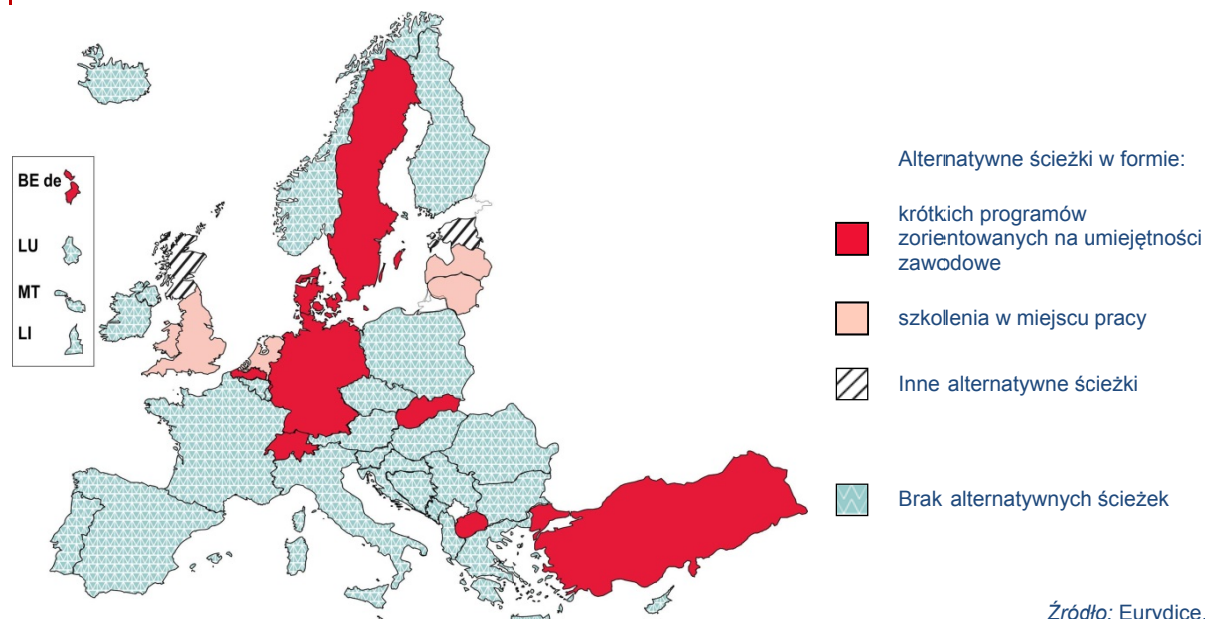 BE de
LU
MT
LI
Alternatywne ścieżki w formie:
krótkich programów
zorientowanych na umiejętności
zawodowe
szkolenia w miejscu pracy
Inne alternatywne ścieżki
Brak alternatywnych ścieżek
Źródło: Eurydice.